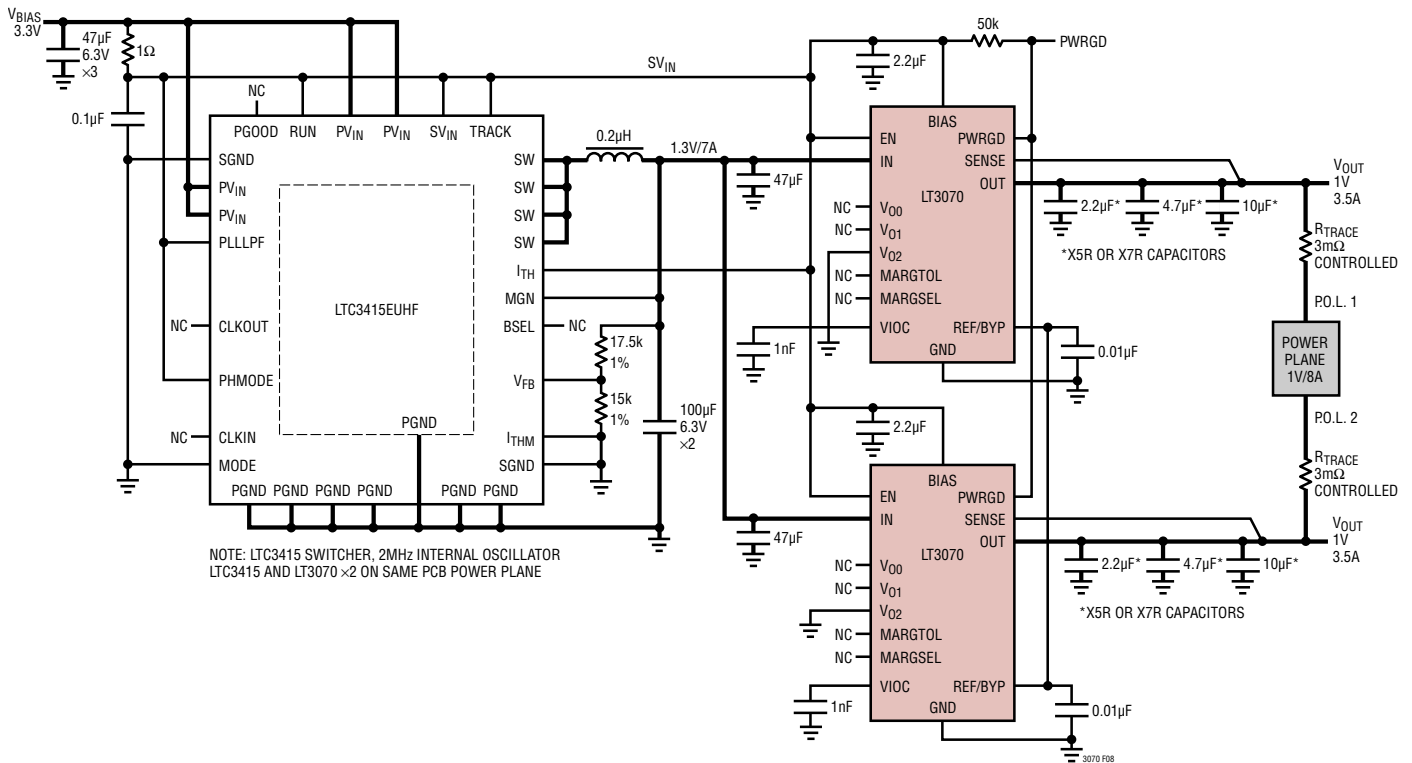 VBIAS
3.3V
47µF
6.3V
×3
1Ω
0.1µF
NC
SVIN
PGOOD
RUN
PVIN
PVIN
SVIN
TRACK
SGND
PVIN
PVIN
PLLLPF
NC
CLKOUT
PHMODE
NC
CLKIN
MODE
LTC3415EUHF
PGND
PGND
PGND
PGND
PGND
PGND
PGND
SW
SW
SW
SW
ITH
MGN
BSEL
NC
VFB
ITHM
SGND
0.2µH
1.3V/7A
17.5k
1%
15k
1%
100µF
6.3V
×2
NOTE: LTC3415 SWITCHER, 2MHz INTERNAL OSCILLATOR
LTC3415 AND LT3070 ×2 ON SAME PCB POWER PLANE
50k
PWRGD
2.2µF
47µF
BIAS
EN
PWRGD
IN
SENSE
OUT
LT3070
NC
VO0
NC
VO1
VO2
NC
MARGTOL
NC
MARGSEL
VIOC
REF/BYP
GND
1nF
0.01µF
2.2µF*
4.7µF*
10µF*
*X5R OR X7R CAPACITORS
VOUT
1V
3.5A
RTRACE
3mΩ
CONTROLLED
P.O.L. 1
POWER
PLANE
1V/8A
P.O.L. 2
RTRACE
3mΩ
CONTROLLED
VOUT
1V
3.5A
2.2µF
47µF
BIAS
EN
PWRGD
IN
SENSE
OUT
LT3070
NC
VO0
NC
VO1
VO2
NC
MARGTOL
NC
MARGSEL
VIOC
REF/BYP
GND
1nF
0.01µF
2.2µF*
4.7µF*
10µF*
*X5R OR X7R CAPACITORS
3070 F08